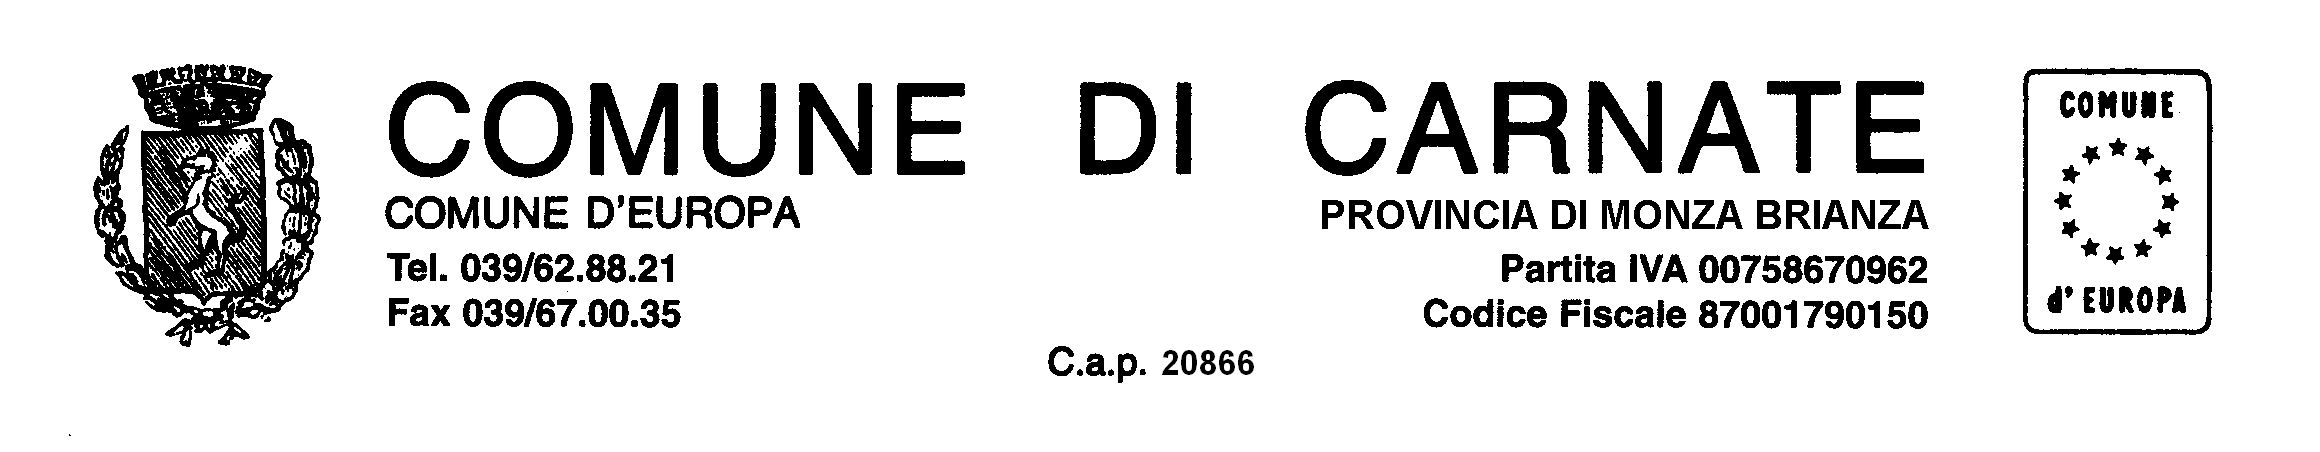 COMUNE DI CARNATE
COMUNE D'EUROPA
PROVINCIA DI MONZA BRIANZA
Tel. 039/62.88.21
Partita IVA 00758670962
Fax 039/67.00.35
Codice Fiscale 87001790150
C.a.p. 20866
COMUNE
d' EUROPA